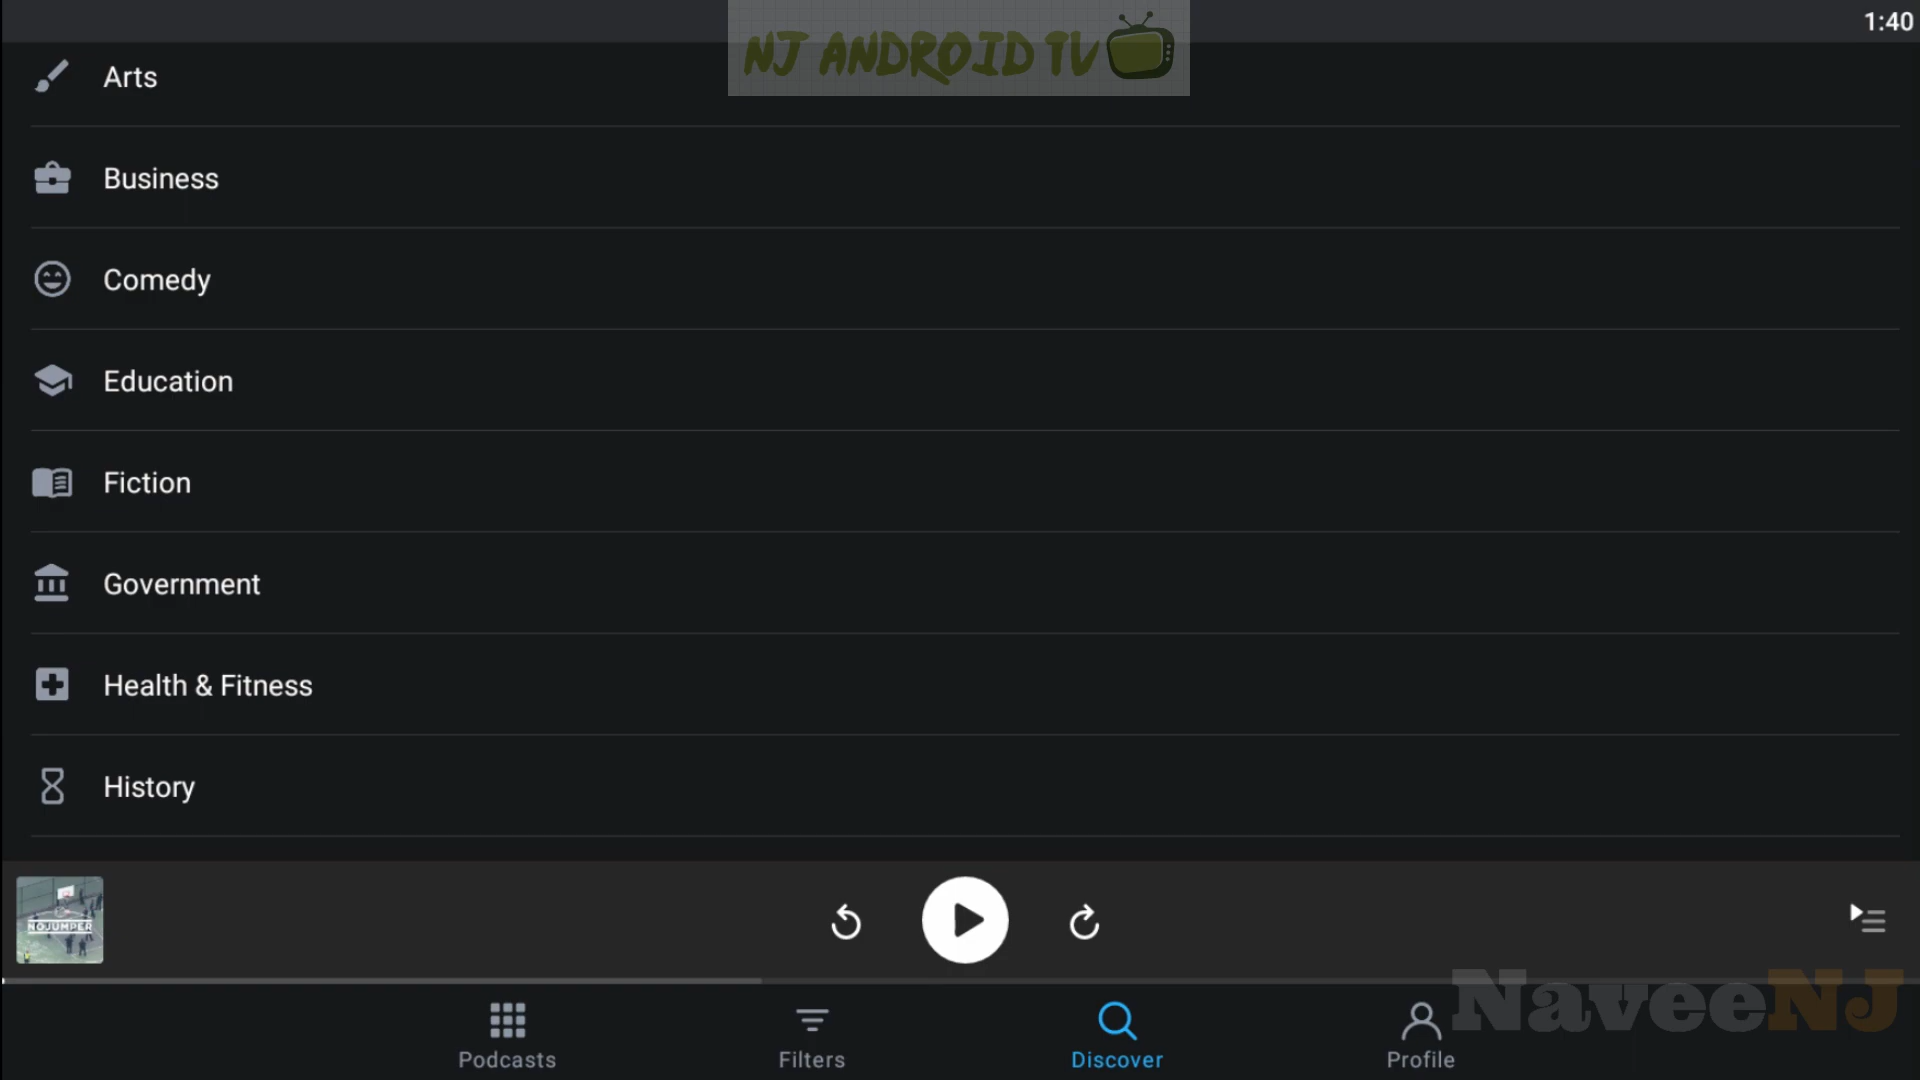 1:40
NJ ANDROID TV
Arts
Business
Comedy
Education
Fiction
Government
Health & Fitness
History
NOJUMPER
NaveeNJ
Podcasts
Filters
Discover
Profile